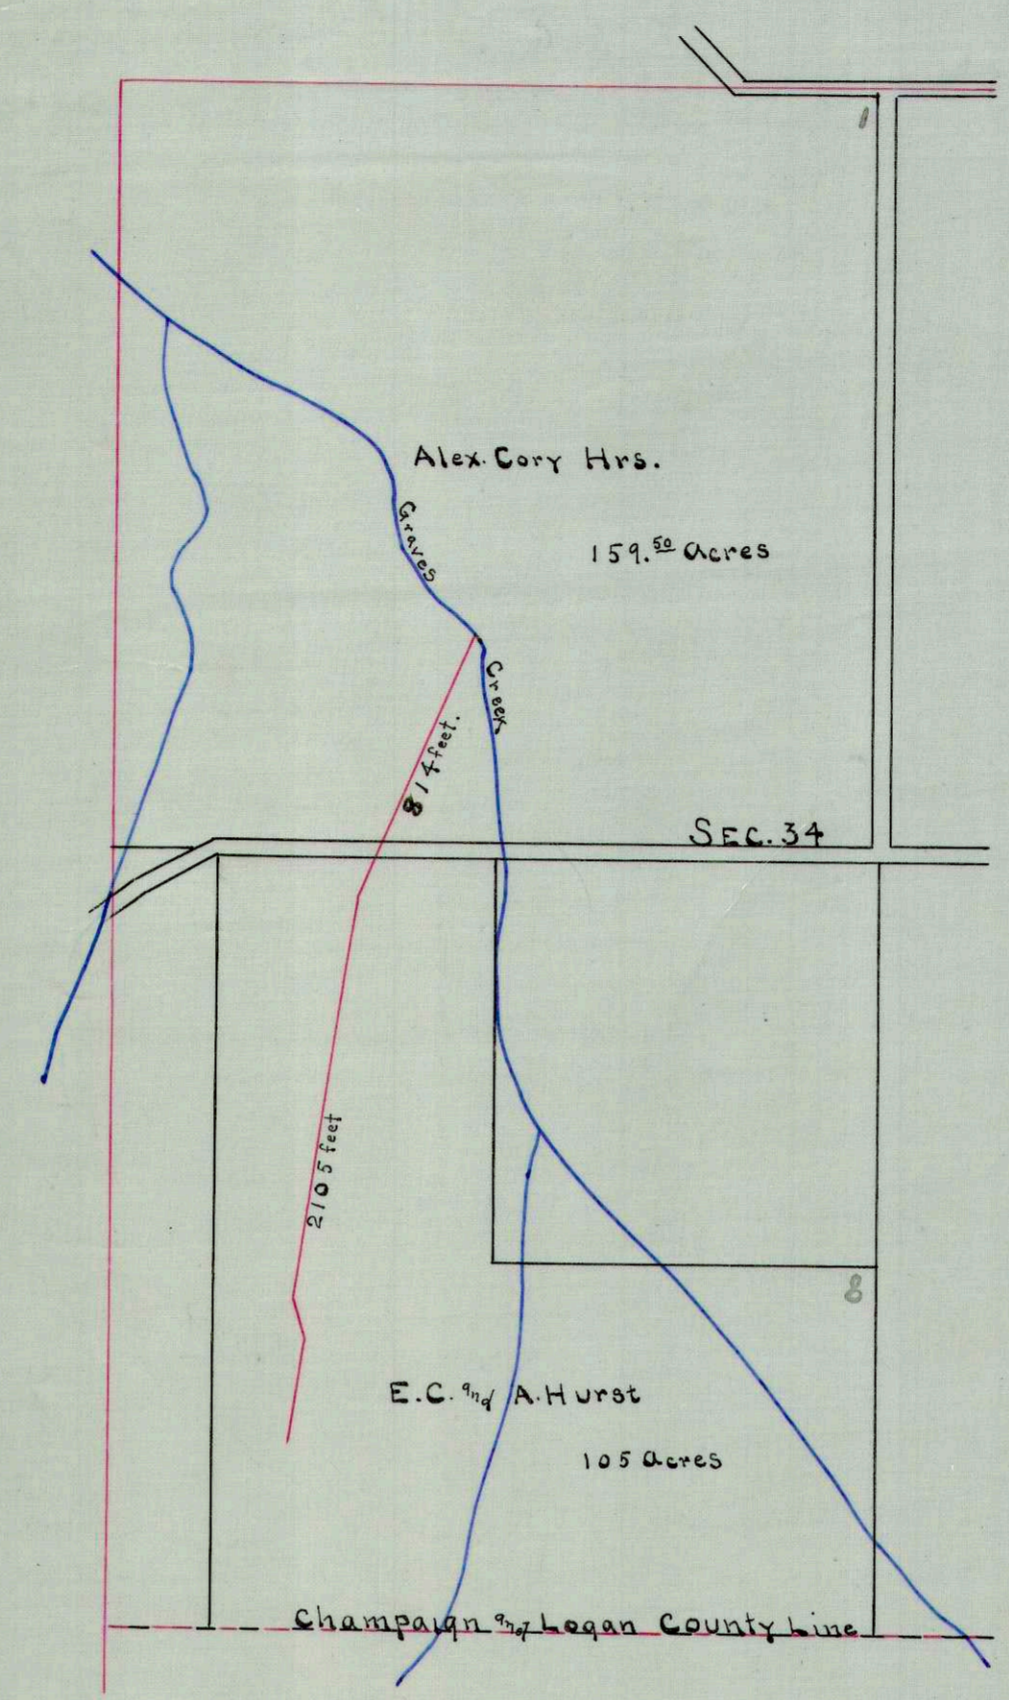 1
Alex. Cory Hrs.
159.50 Acres
Graves
Creek
814 feet.
SEC. 34
2105 feet
8
E.C. and A. Hurst
105 Acres
Champaign and Logan County Line